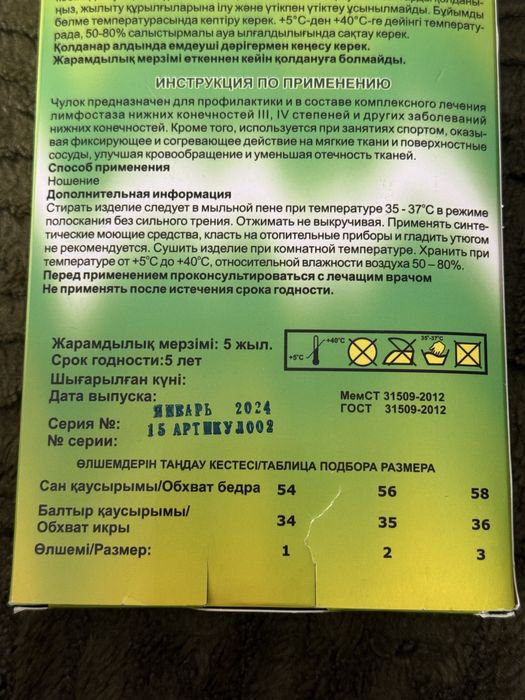 ңыз, жылыту құрылғыларына ілу және үтікпен үтіктеу ұсынылмайды. Бұйымды
бөлме температурасында кептіру керек. +5°С-ден +40°С-ге дейінгі температу-
рада, 50-80% салыстырмалы ауа ылғалдылығында сақтау керек.
Қолданар алдында емдеуші дәрігермен кеңесу керек.
Жарамдылық мерзімі өткеннен кейін қолдануға болмайды.
ИНСТРУКЦИЯ ПО ПРИМЕНЕНИЮ
Чулок предназначен для профилактики и в составе комплексного лечения
лимфостаза нижних конечностей III, IV степеней и других заболеваний
нижних конечностей. Кроме того, используется при занятиях спортом, оказы-
вая фиксирующее и согревающее действие на мягкие ткани и поверхностные
сосуды, улучшая кровообращение и уменьшая отечность тканей.
Способ применения
Ношение
Дополнительная информация
Стирать изделие следует в мыльной пене при температуре 35 - 37°С в режиме
полоскания без сильного трения. Отжимать не выкручивая. Применять синте-
тические моющие средства, класть на отопительные приборы и гладить утюгом
не рекомендуется. Сушить изделие при комнатной температуре. Хранить при
температуре от +5°С до +40°С, относительной влажности воздуха 50 – 80%.
Перед применением проконсультироваться с лечащим врачом
Не применять после истечения срока годности.
Жарамдылық мерзімі: 5 жыл.
Срок годности:5 лет
Шығарылған күні:
Дата выпуска:
ЯНВАРЬ 2024
Серия №: 15 АРТИКУЛ002
№ серии:
+5°C +40°C 35°-37°C
МемСТ 31509-2012
ГОСТ 31509-2012
ӨЛШЕМДЕРІН ТАҢДАУ КЕСТЕСІ/ТАБЛИЦА ПОДБОРА РАЗМЕРА
Сан қаусырымы/Обхват бедра 54 56 58
Балтыр қаусырымы/
Обхват икры 34 35 36
Өлшемі/Размер: 1 2 3